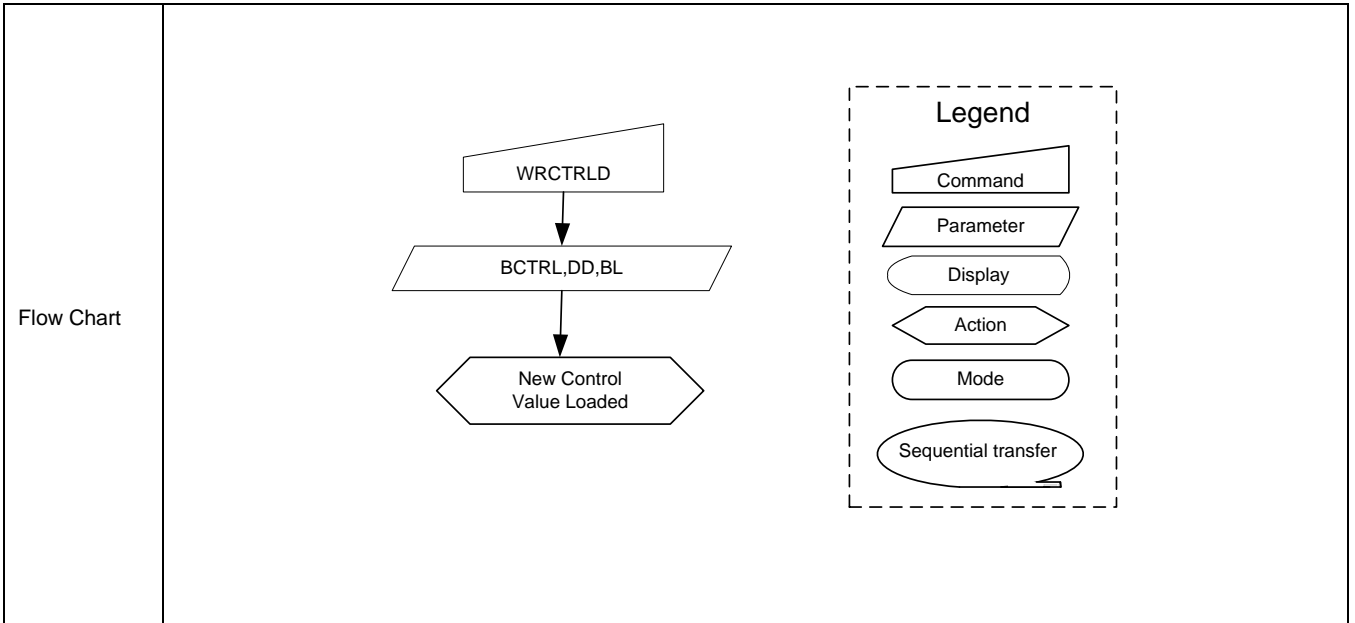 Flow Chart
WRCTRLD
BCTRL,DD,BL
New Control
Value Loaded
Legend
Command
Parameter
Display
Action
Mode
Sequential transfer